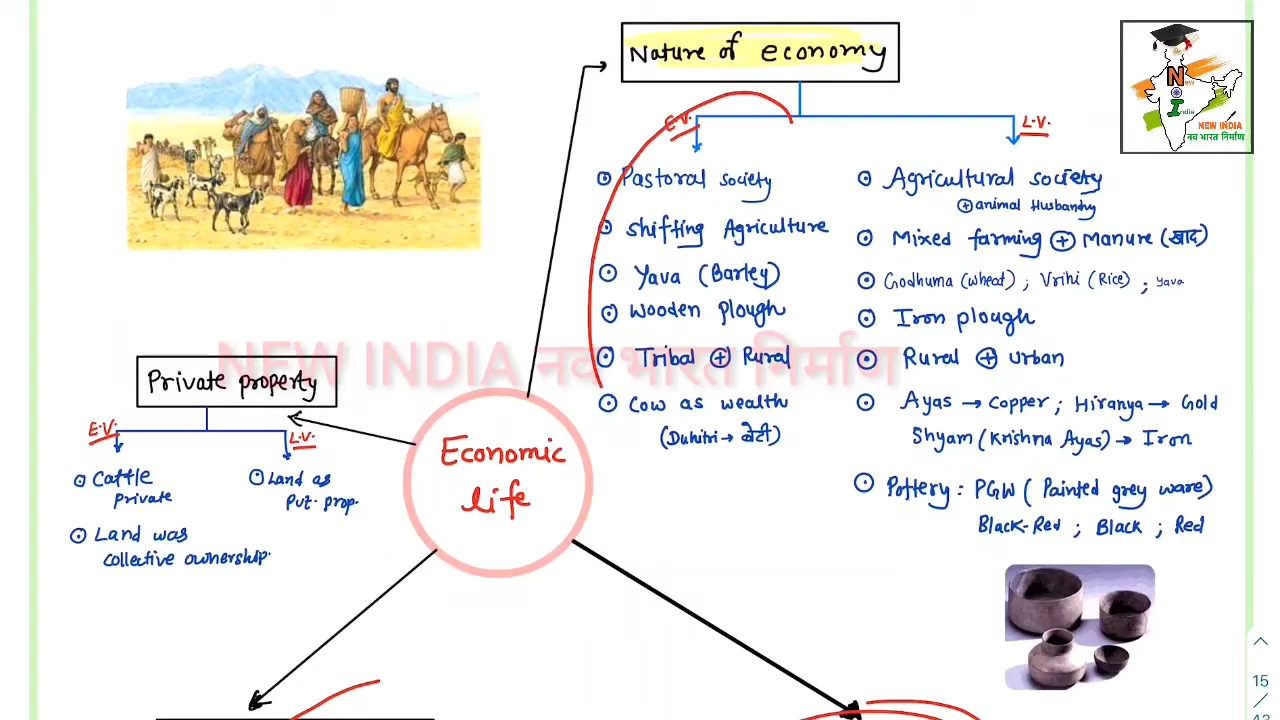 Nature of economy
E.V.
L.V.
Pastoral society
Shifting Agriculture
Yava (Barley)
Wooden plough
Tribal + Rural
Cow as wealth
(Duhitri → बेटी)
Agricultural society
+ animal Husbandry
Mixed farming + Manure (खाद)
Godhuma (wheat) ; Vrihi (Rice) ; Yava
Iron plough
Rural + urban
Ayas → Copper ; Hiranya → Gold
Shyam (Krishna Ayas) → Iron
Pottery : PGW ( Painted grey ware)
Black-Red ; Black ; Red
NEW INDIA
नव भारत निर्माण
NEW INDIA नव भारत निर्माण
Private property
E.V.
L.V.
Cattle
private
Land was
collective ownership.
Land as
Pvt. prop.
Economic
life
15
/